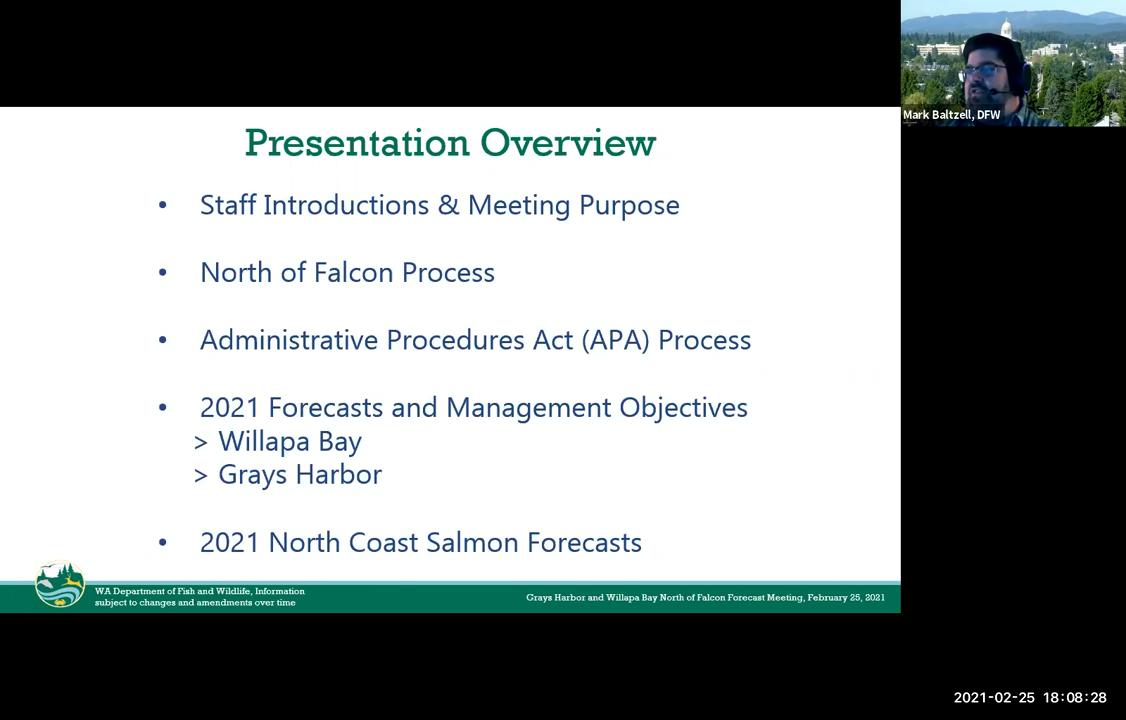 Mark Baltzell, DFW
Presentation Overview
• Staff Introductions & Meeting Purpose
• North of Falcon Process
• Administrative Procedures Act (APA) Process
• 2021 Forecasts and Management Objectives
> Willapa Bay
> Grays Harbor
• 2021 North Coast Salmon Forecasts
WA Department of Fish and Wildlife, Information
subject to changes and amendments over time
Grays Harbor and Willapa Bay North of Falcon Forecast Meeting, February 25, 2021
2021-02-25 18:08:28